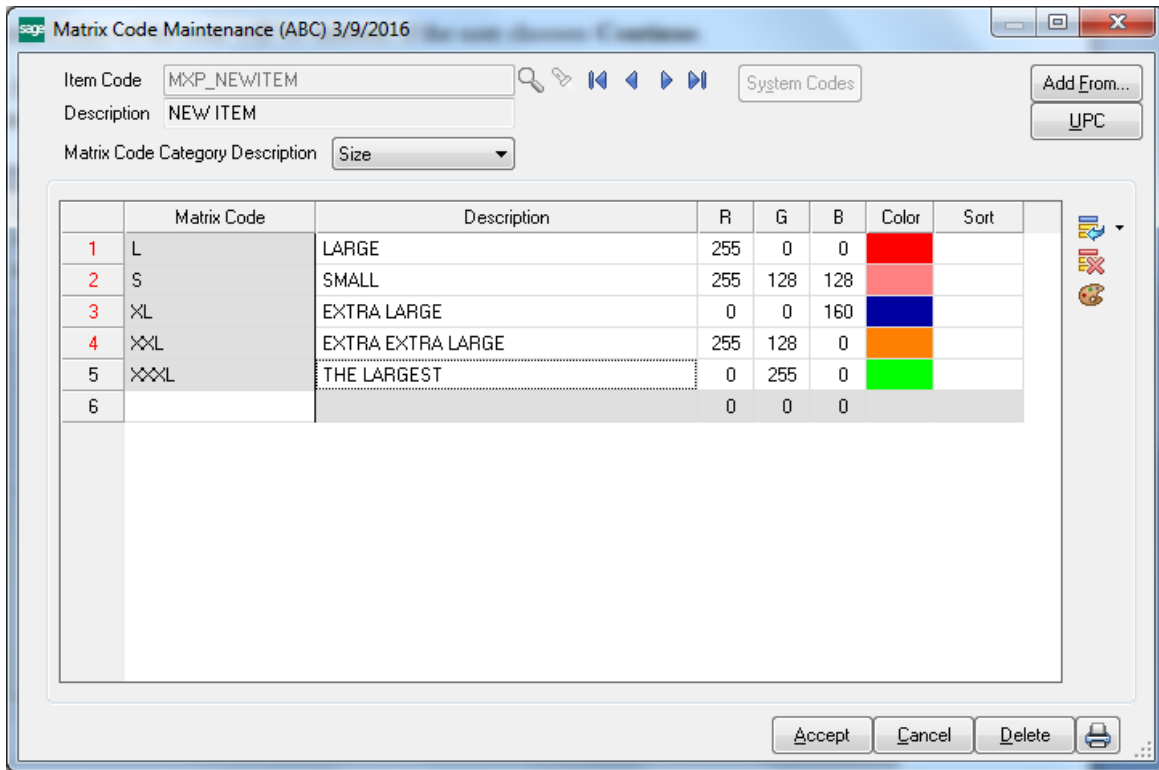 sage Matrix Code Maintenance (ABC) 3/9/2016
Item Code MXP_NEWITEM System Codes Add From...
Description NEW ITEM UPC
Matrix Code Category Description Size
Matrix Code Description R G B Color Sort
1 L LARGE 255 0 0
2 S SMALL 255 128 128
3 XL EXTRA LARGE 0 0 160
4 XXL EXTRA EXTRA LARGE 255 128 0
5 XXXL THE LARGEST 0 255 0
6 0 0 0
Accept Cancel Delete